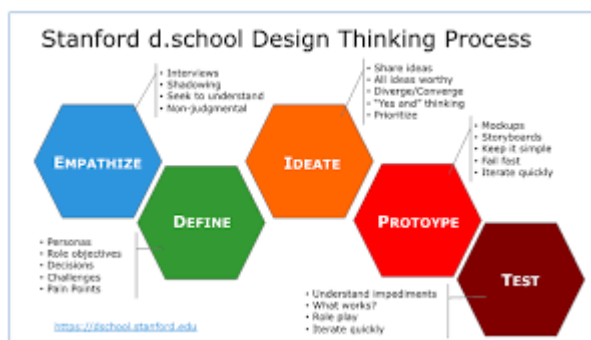 Stanford d.school Design Thinking Process
• Interviews
• Shadowing
• Seek to understand
• Non-judgmental
EMPATHIZE
• Personas
• Role objectives
• Decisions
• Challenges
• Pain Points
DEFINE
• Share ideas
• All ideas worthy
• Diverge/Converge
• "Yes and" thinking
• Prioritize
IDEATE
• Mockups
• Storyboards
• Keep it simple
• Fail fast
• Iterate quickly
PROTOYPE
• Understand impediments
• What works?
• Role play
• Iterate quickly
TEST
https://dschool.stanford.edu